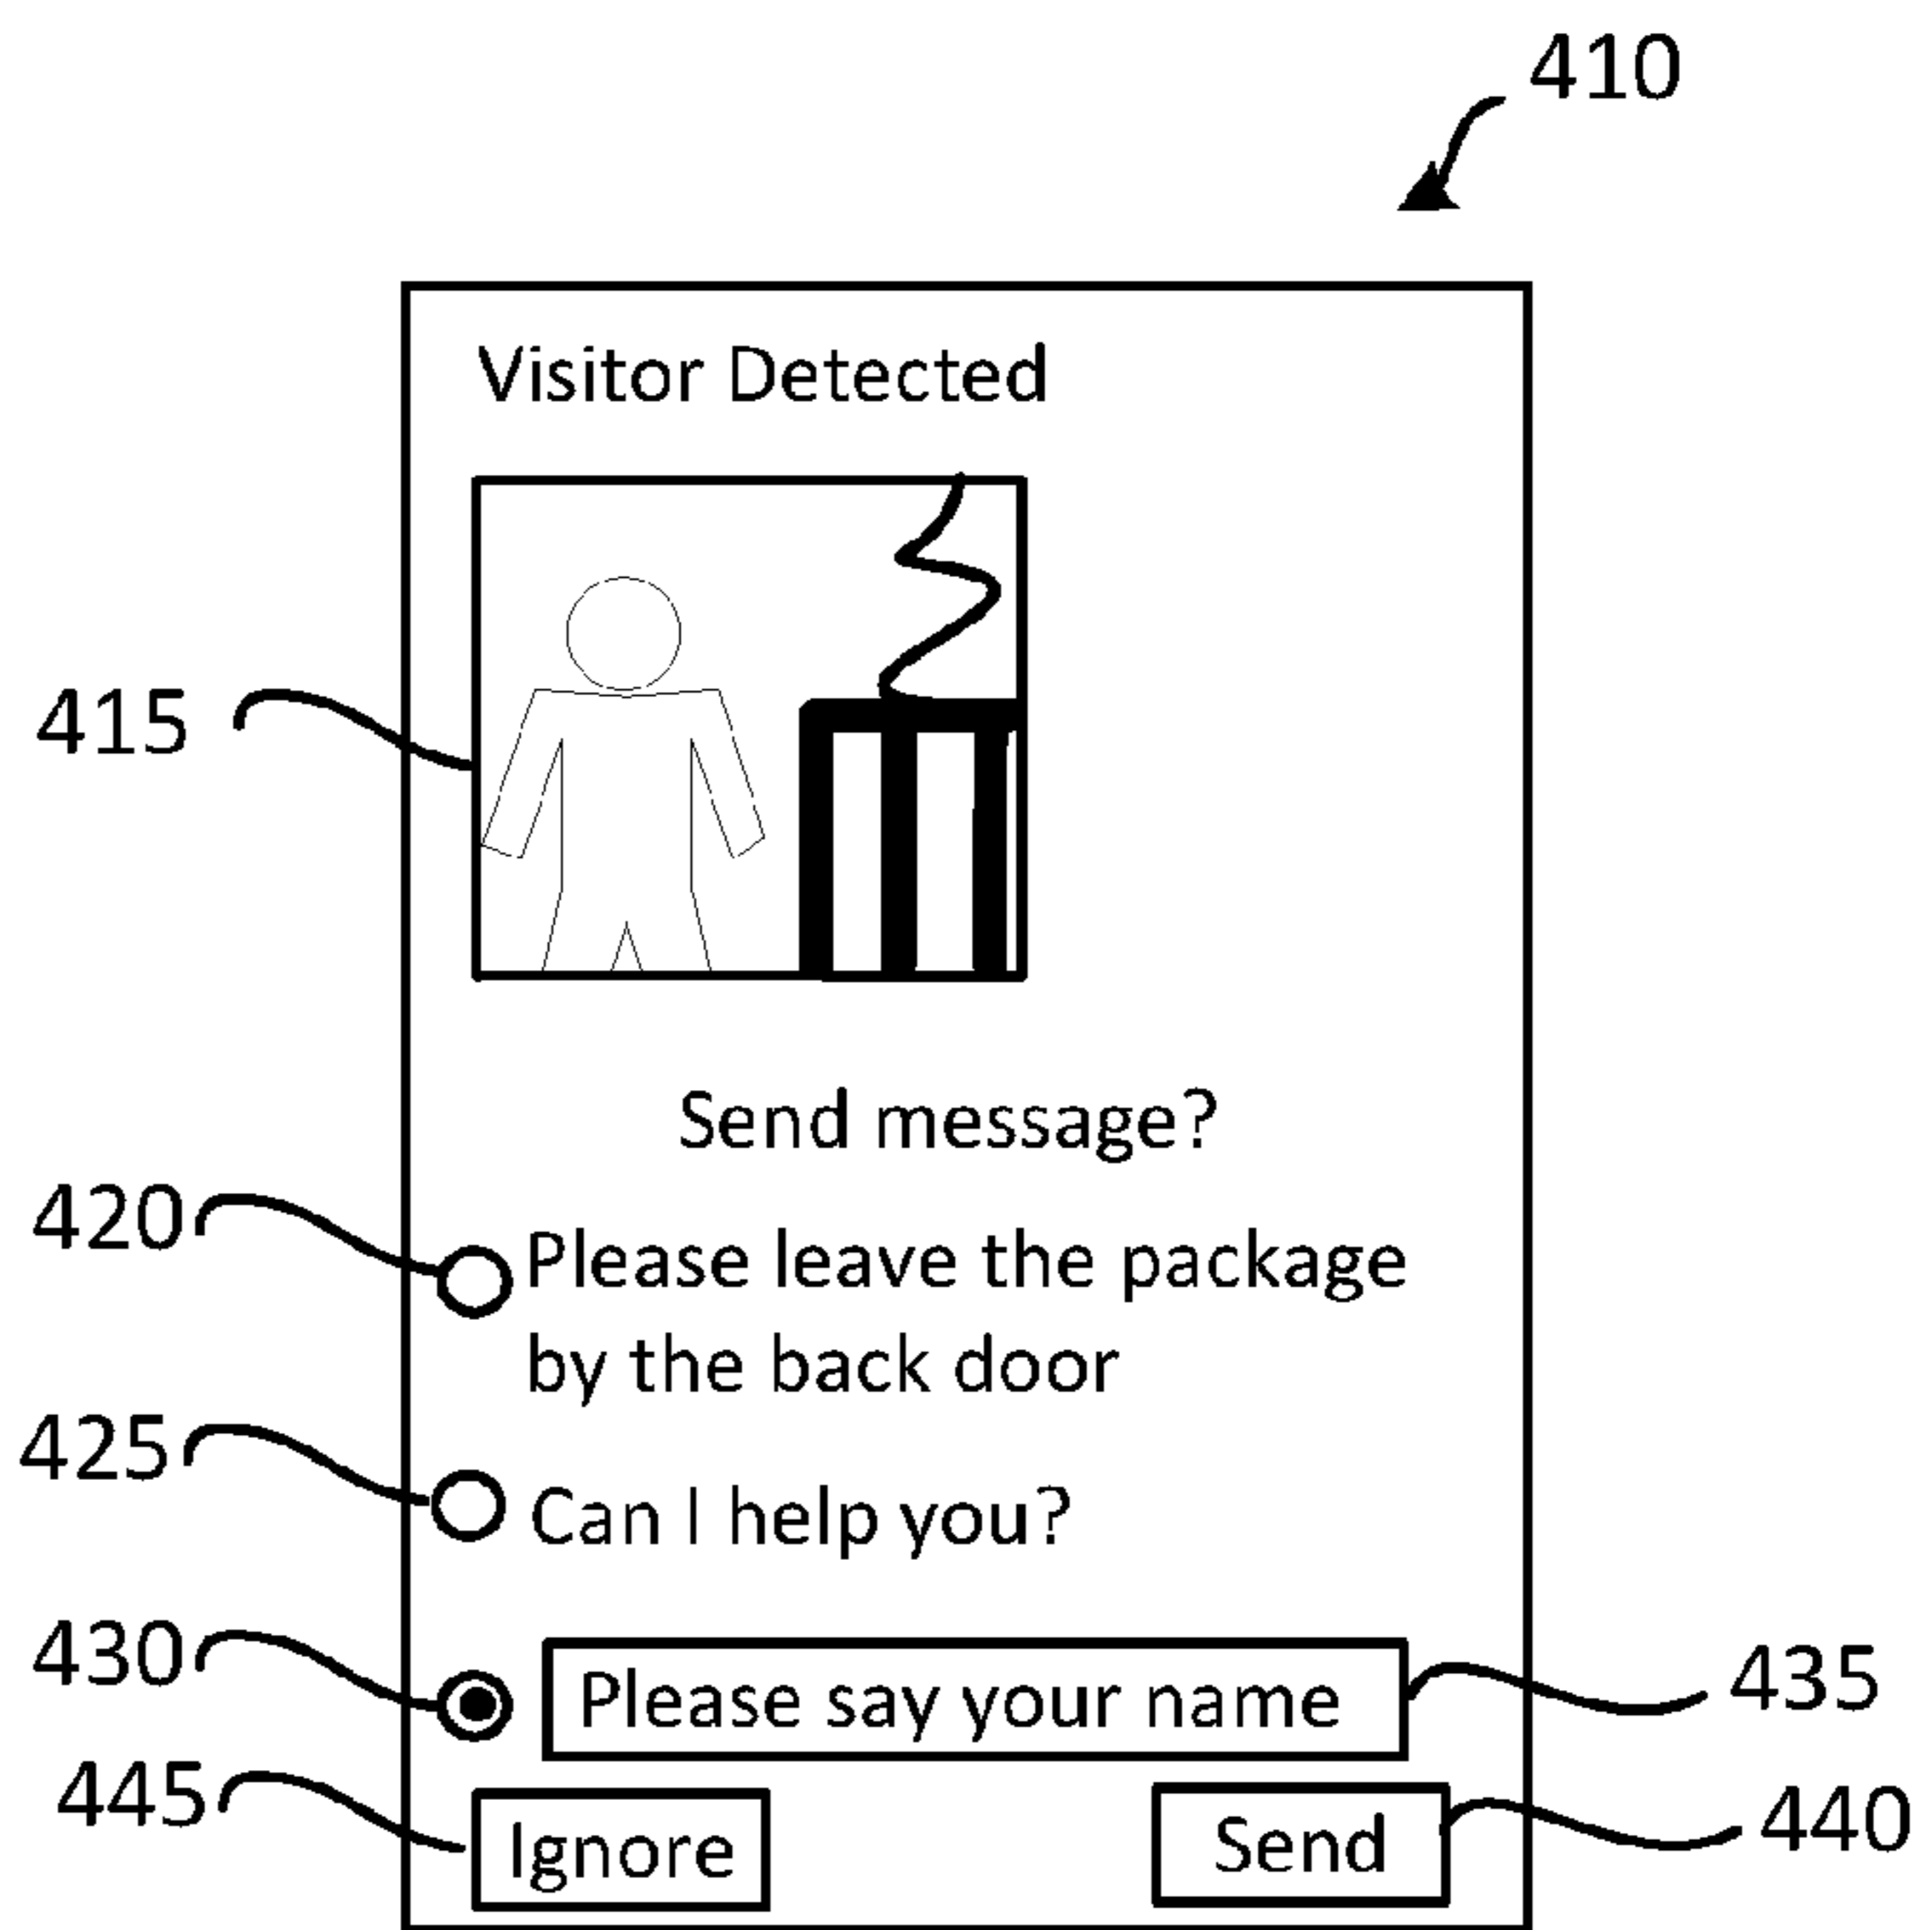 410
Visitor Detected
415
Send message?
420
Please leave the package
by the back door
425
Can I help you?
430
Please say your name
435
445
Ignore
Send
440